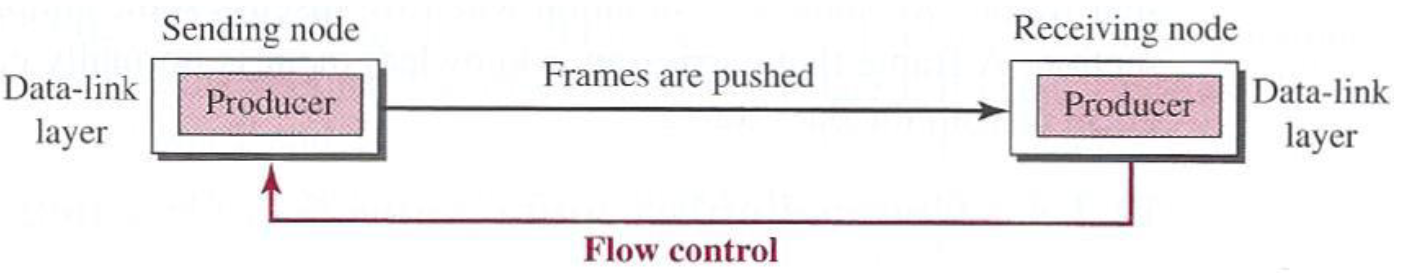 Sending node
Receiving node
Data-link
layer
Producer
Frames are pushed
Producer
Data-link
layer
Flow control